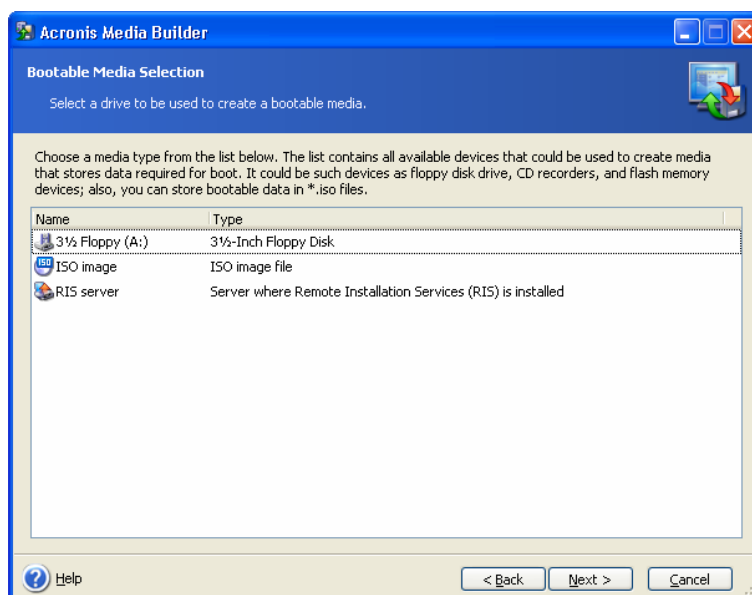 Acronis Media Builder
Bootable Media Selection
Select a drive to be used to create a bootable media.
Choose a media type from the list below. The list contains all available devices that could be used to create media
that stores data required for boot. It could be such devices as floppy disk drive, CD recorders, and flash memory
devices; also, you can store bootable data in *.iso files.
Name Type
3½ Floppy (A:) 3½-Inch Floppy Disk
ISO image ISO image file
RIS server Server where Remote Installation Services (RIS) is installed
Help < Back Next > Cancel